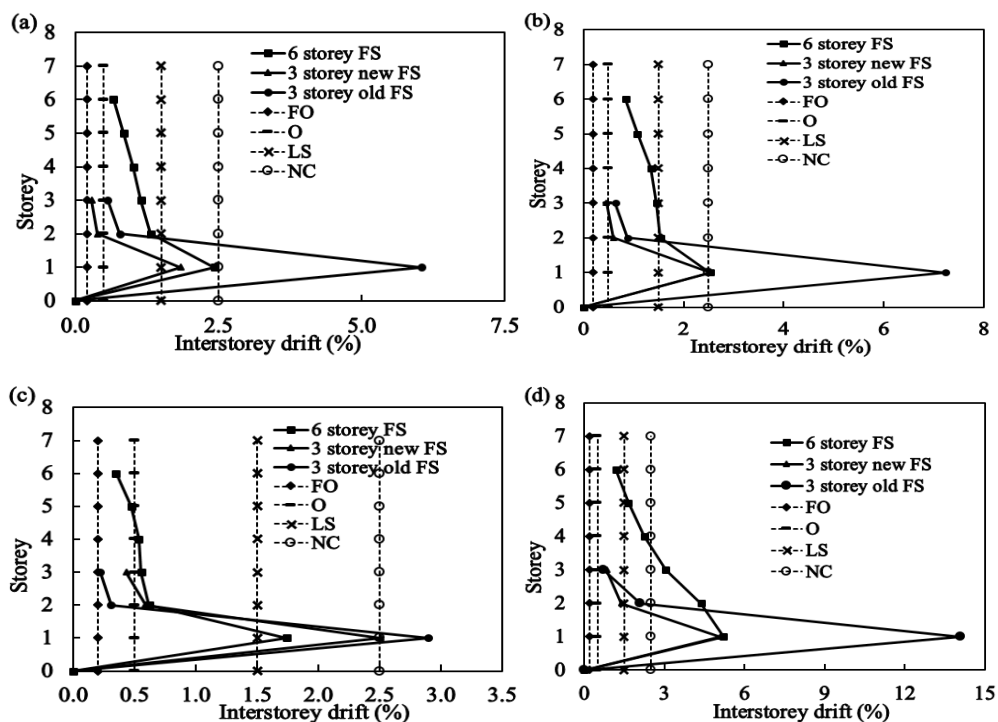 (a)
8
7
6
5
4
3
2
1
0
Storey
6 storey FS
3 storey new FS
3 storey old FS
FO
O
LS
NC
0.0
2.5
5.0
7.5
Interstorey drift (%)
(b)
8
7
6
5
4
3
2
1
0
Storey
6 storey FS
3 storey new FS
3 storey old FS
FO
O
LS
NC
0
2
4
6
8
Interstorey drift (%)
(c)
8
7
6
5
4
3
2
1
0
Storey
6 storey FS
3 storey new FS
3 storey old FS
FO
O
LS
NC
0.0
0.5
1.0
1.5
2.0
2.5
3.0
3.5
Interstorey drift (%)
(d)
8
7
6
5
4
3
2
1
0
Storey
6 storey FS
3 storey new FS
3 storey old FS
FO
O
LS
NC
0
3
6
9
12
15
Interstorey drift (%)